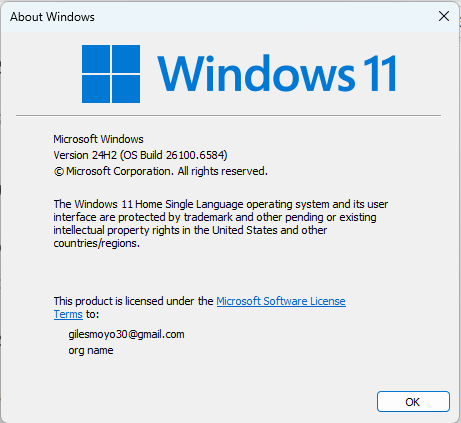 About Windows
Windows 11
Microsoft Windows
Version 24H2 (OS Build 26100.6584)
© Microsoft Corporation. All rights reserved.
The Windows 11 Home Single Language operating system and its user
interface are protected by trademark and other pending or existing
intellectual property rights in the United States and other
countries/regions.
This product is licensed under the Microsoft Software License
Terms to:
gilesmoyo30@gmail.com
org name
OK